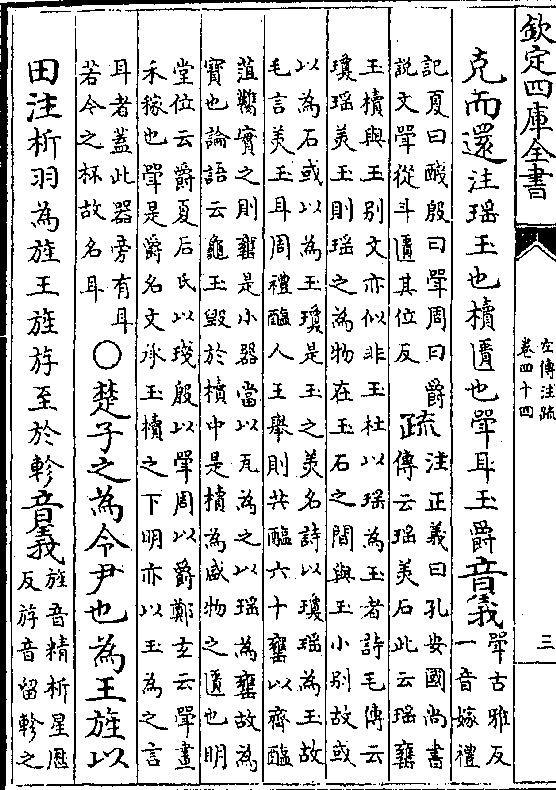 欽定四庫全書
左傳注疏
卷四十四
三
克而還注瑶玉也櫝匱也斝耳玉爵音義斝古雅反
一音嫁禮
記夏曰醆殷曰斝周曰爵疏注正義曰孔安國尚書
說文斝從斗匱其位反傳云瑶美石此云瑶甕
玉櫝與玉别文亦似非玉杜以瑶為玉者詩毛傳云
瓊瑶美玉則瑶之為物在玉石之間與玉小别故或
以為石或以為玉瓊是玉之美名詩以瓊瑶為玉故
毛言美玉耳周禮醢人王舉則共醢六十罋以齊醢
菹鸁實之則罋是小器當以瓦為之以瑶為罋故為
寳也論語云龜玉毁於櫝中是櫝為盛物之匱也明
堂位云爵夏后氏以琖殷以斝周以爵鄭玄云斝畫
禾稼也斝是爵名文承玉櫝之下明亦以玉為之言
耳者蓋此器旁有耳
若今之杯故名耳
○楚子之為令尹也為王旌以
田注析羽為旌王旌斿至於軫音義旌音精析星厯
反斿音留軫之